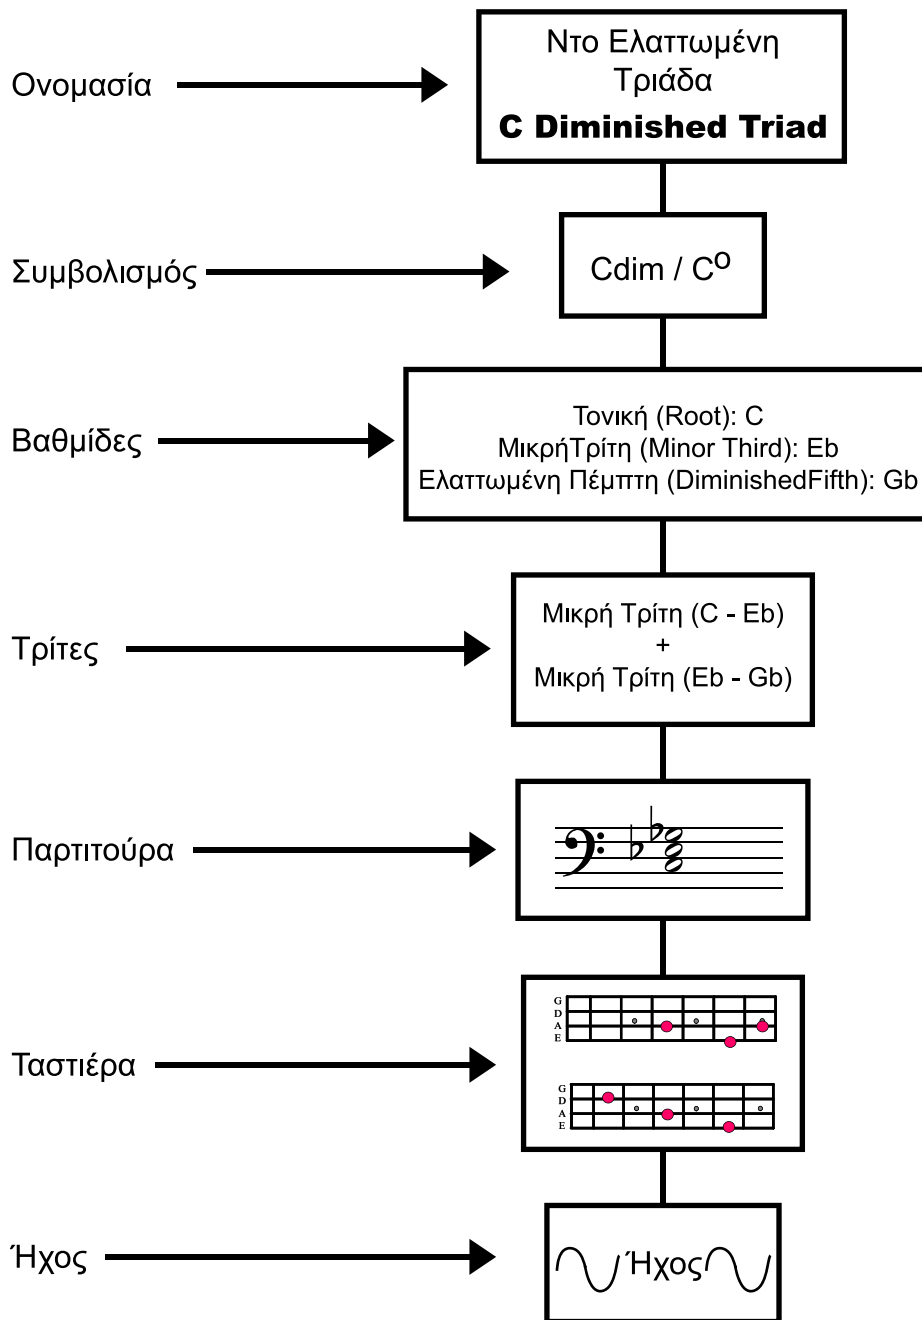 Ονομασία
Ντο Ελαττωμένη
Τριάδα
C Diminished Triad
Συμβολισμός
Cdim / Cº
Βαθμίδες
Τονική (Root): C
ΜικρήΤρίτη (Minor Third): Eb
Ελαττωμένη Πέμπτη (DiminishedFifth): Gb
Τρίτες
Μικρή Τρίτη (C - Eb)
+
Μικρή Τρίτη (Eb - Gb)
Παρτιτούρα
Ταστιέρα
G
D
A
E
G
D
A
E
Ήχος
Ήχος